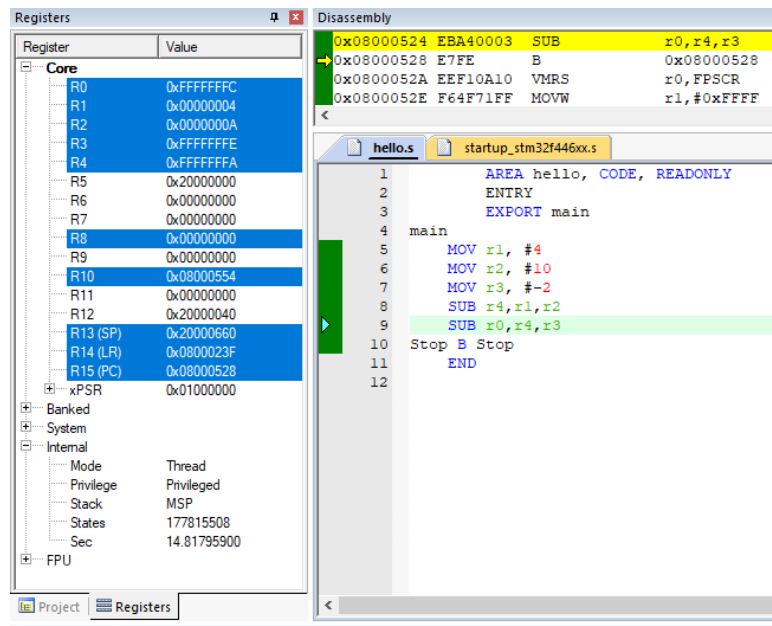 Registers
Register Value
Core
R0 0xFFFFFFFC
R1 0x00000004
R2 0x0000000A
R3 0xFFFFFFFE
R4 0xFFFFFFFA
R5 0x20000000
R6 0x00000000
R7 0x00000000
R8 0x00000000
R9 0x00000000
R10 0x08000554
R11 0x00000000
R12 0x20000040
R13 (SP) 0x20000660
R14 (LR) 0x0800023F
R15 (PC) 0x08000528
xPSR 0x01000000
Banked
System
Internal
Mode Thread
Privilege Privileged
Stack MSP
States 177815508
Sec 14.81795900
FPU
Project Registers
Disassembly
0x08000524 EBA40003 SUB r0,r4,r3
0x08000528 E7FE B 0x08000528
0x0800052A EEF10A10 VMRS r0,FPSCR
0x0800052E F64F71FF MOVW r1,#0xFFFF
hello.s startup_stm32f446xx.s
1 AREA hello, CODE, READONLY
2 ENTRY
3 EXPORT main
4 main
5 MOV r1, #4
6 MOV r2, #10
7 MOV r3, #-2
8 SUB r4,r1,r2
9 SUB r0,r4,r3
10 Stop B Stop
11 END
12